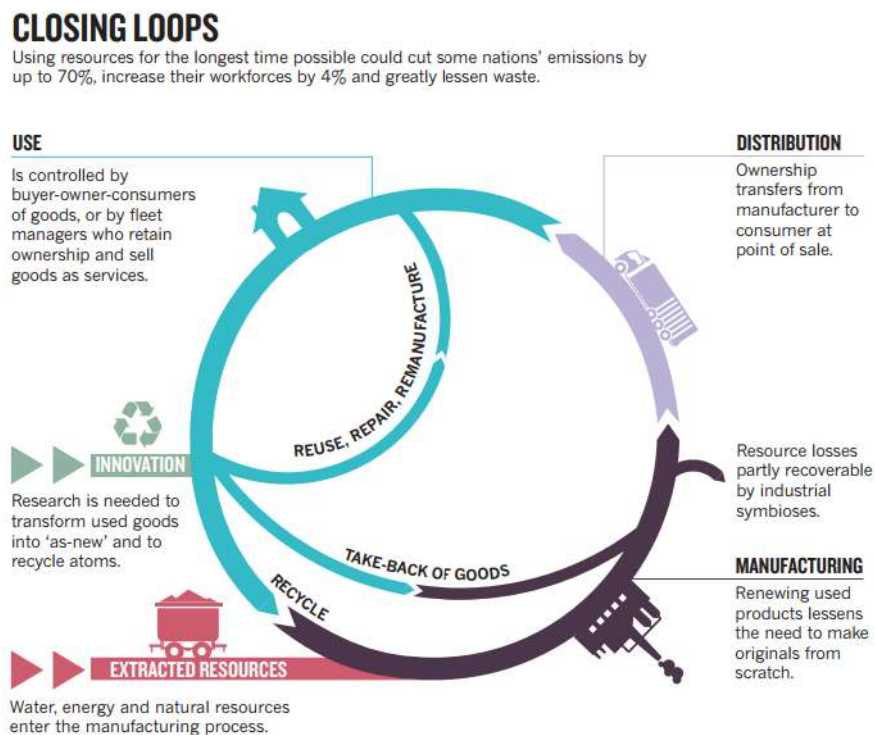 CLOSING LOOPS
Using resources for the longest time possible could cut some nations' emissions by
up to 70%, increase their workforces by 4% and greatly lessen waste.
USE
Is controlled by
buyer-owner-consumers
of goods, or by fleet
managers who retain
ownership and sell
goods as services.
DISTRIBUTION
Ownership
transfers from
manufacturer to
consumer at
point of sale.
REUSE, REPAIR, REMANUFACTURE
INNOVATION
Research is needed to
transform used goods
into ‘as-new’ and to
recycle atoms.
Resource losses
partly recoverable
by industrial
symbioses.
TAKE-BACK OF GOODS
RECYCLE
MANUFACTURING
Renewing used
products lessens
the need to make
originals from
scratch.
EXTRACTED RESOURCES
Water, energy and natural resources
enter the manufacturing process.